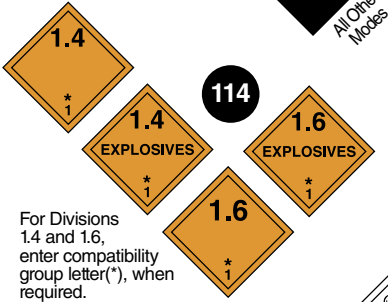 All Other
Modes
1.4
*
1
114
1.4
EXPLOSIVES
*
1
1.6
EXPLOSIVES
*
1
1.6
*
1
For Divisions
1.4 and 1.6,
enter compatibility
group letter(*), when
required.